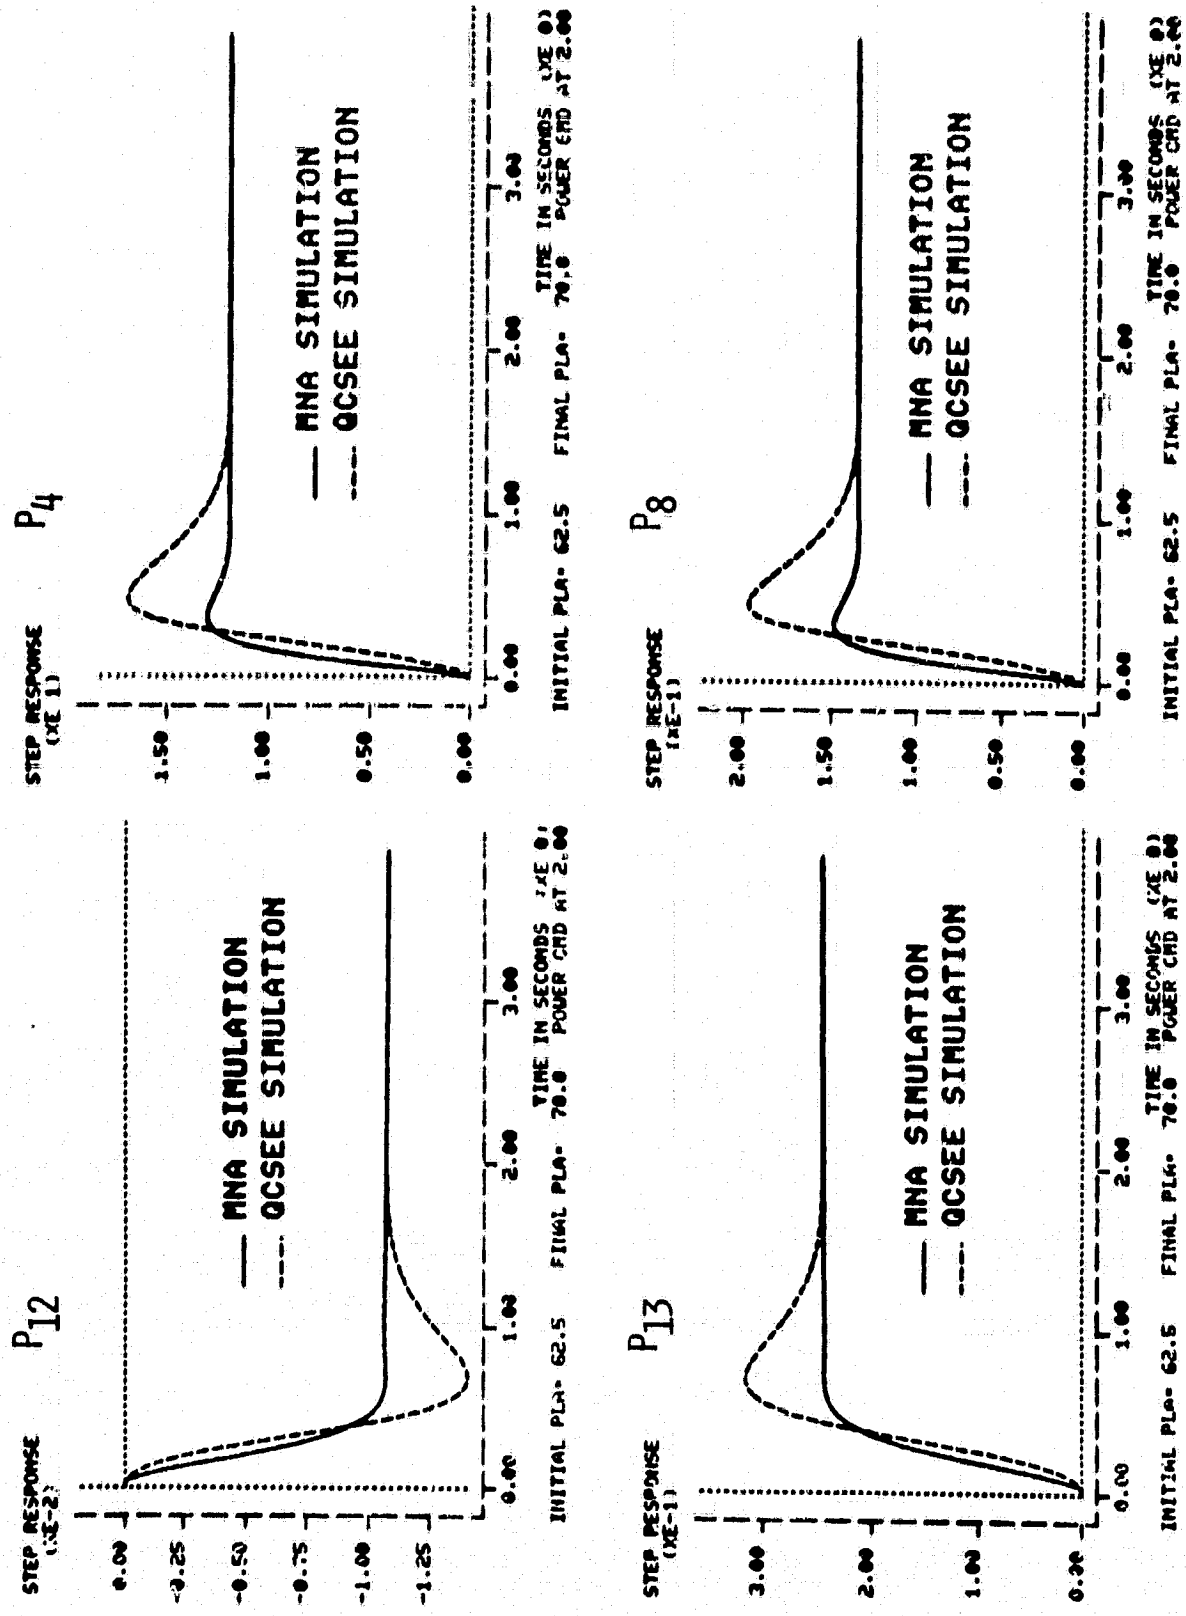 P12
STEP RESPONSE
(XE-2)
0.00
-0.25
-0.50
-0.75
-1.00
-1.25
MNA SIMULATION
QCSEE SIMULATION
0.00
1.00
2.00
3.00
TIME IN SECONDS (XE 0)
INITIAL PLA= 62.5 FINAL PLA= 70.0 POWER CMD AT 2.00
P4
STEP RESPONSE
(XE 1)
1.50
1.00
0.50
0.00
MNA SIMULATION
QCSEE SIMULATION
0.00
1.00
2.00
3.00
TIME IN SECONDS (XE 0)
INITIAL PLA= 62.5 FINAL PLA= 70.0 POWER CMD AT 2.00
P13
STEP RESPONSE
(XE-1)
3.00
2.00
1.00
0.00
MNA SIMULATION
QCSEE SIMULATION
0.00
1.00
2.00
3.00
TIME IN SECONDS (XE 0)
INITIAL PLA= 62.5 FINAL PLA= 70.0 POWER CMD AT 2.00
P8
STEP RESPONSE
(XE-1)
2.00
1.50
1.00
0.50
0.00
MNA SIMULATION
QCSEE SIMULATION
0.00
1.00
2.00
3.00
TIME IN SECONDS (XE 0)
INITIAL PLA= 62.5 FINAL PLA= 70.0 POWER CMD AT 2.00